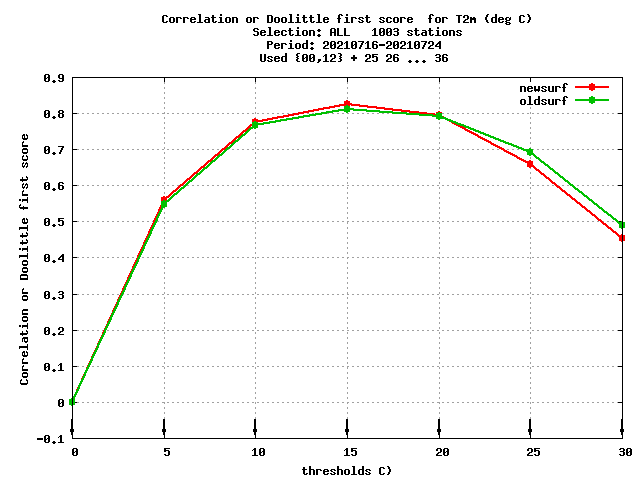 Correlation or Doolittle first score  for T2m (deg C)
Selection: ALL   1003 stations
Period: 20210716-20210724
Used {00,12} + 25 26 ... 36
newsurf
oldsurf
Correlation or Doolittle first score
0.9
0.8
0.7
0.6
0.5
0.4
0.3
0.2
0.1
0
-0.1
0 5 10 15 20 25 30
thresholds C)